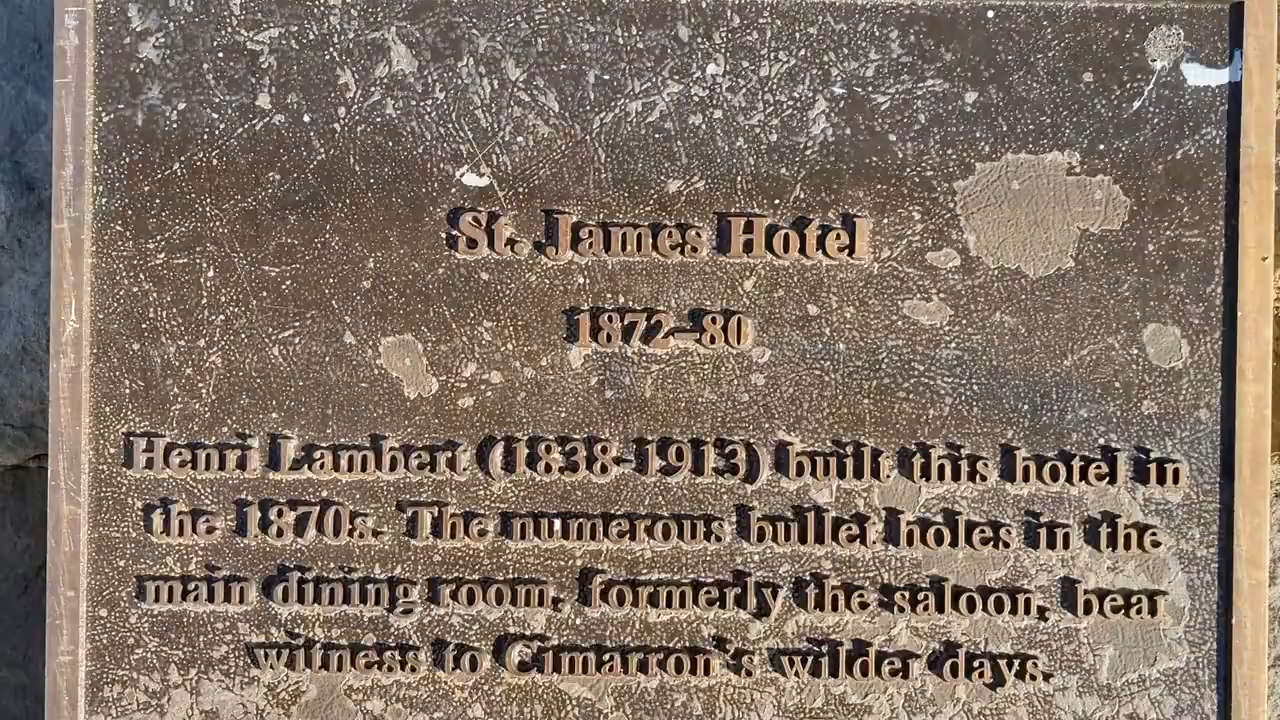 St. James Hotel
1872–80
Henri Lambert (1838-1913) built this hotel in
the 1870s. The numerous bullet holes in the
main dining room, formerly the saloon, bear
witness to Cimarron's wilder days.